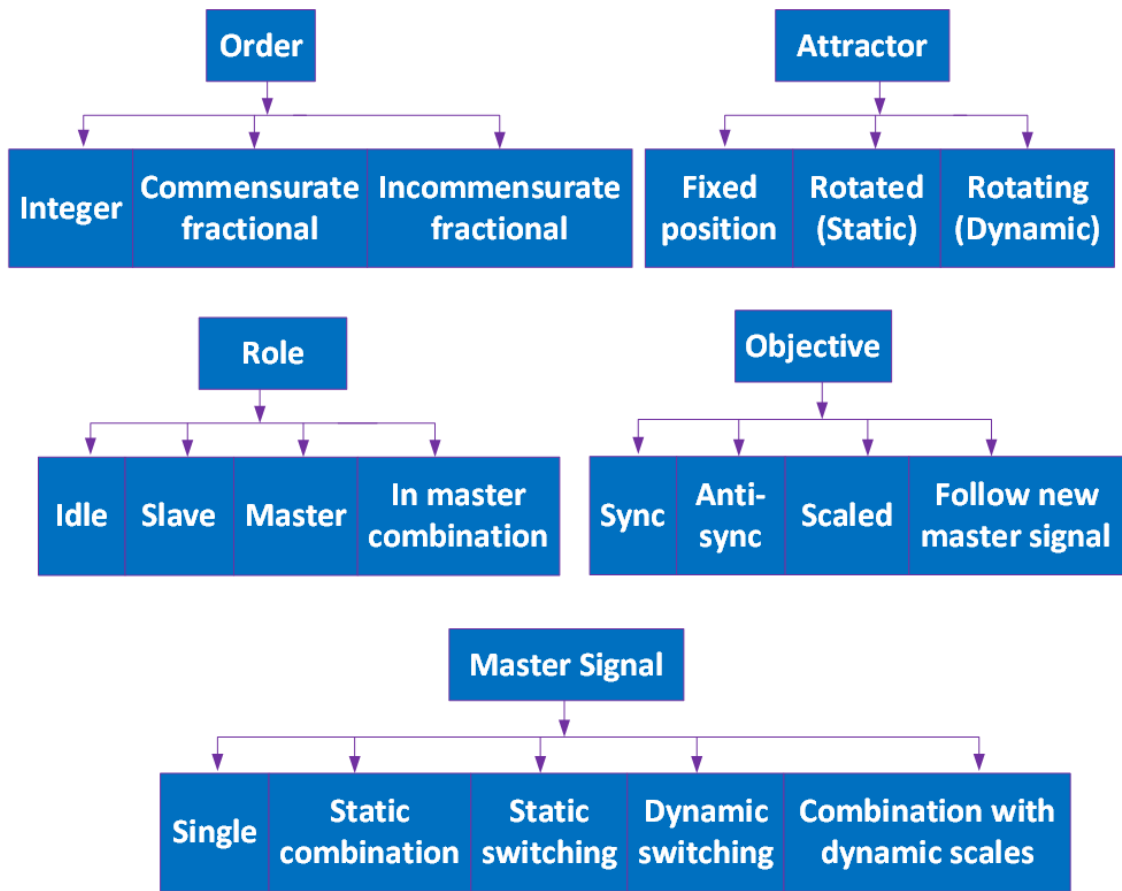 Order
Integer
Commensurate
fractional
Incommensurate
fractional
Attractor
Fixed
position
Rotated
(Static)
Rotating
(Dynamic)
Role
Idle
Slave
Master
In master
combination
Objective
Sync
Anti-
sync
Scaled
Follow new
master signal
Master Signal
Single
Static
combination
Static
switching
Dynamic
switching
Combination with
dynamic scales